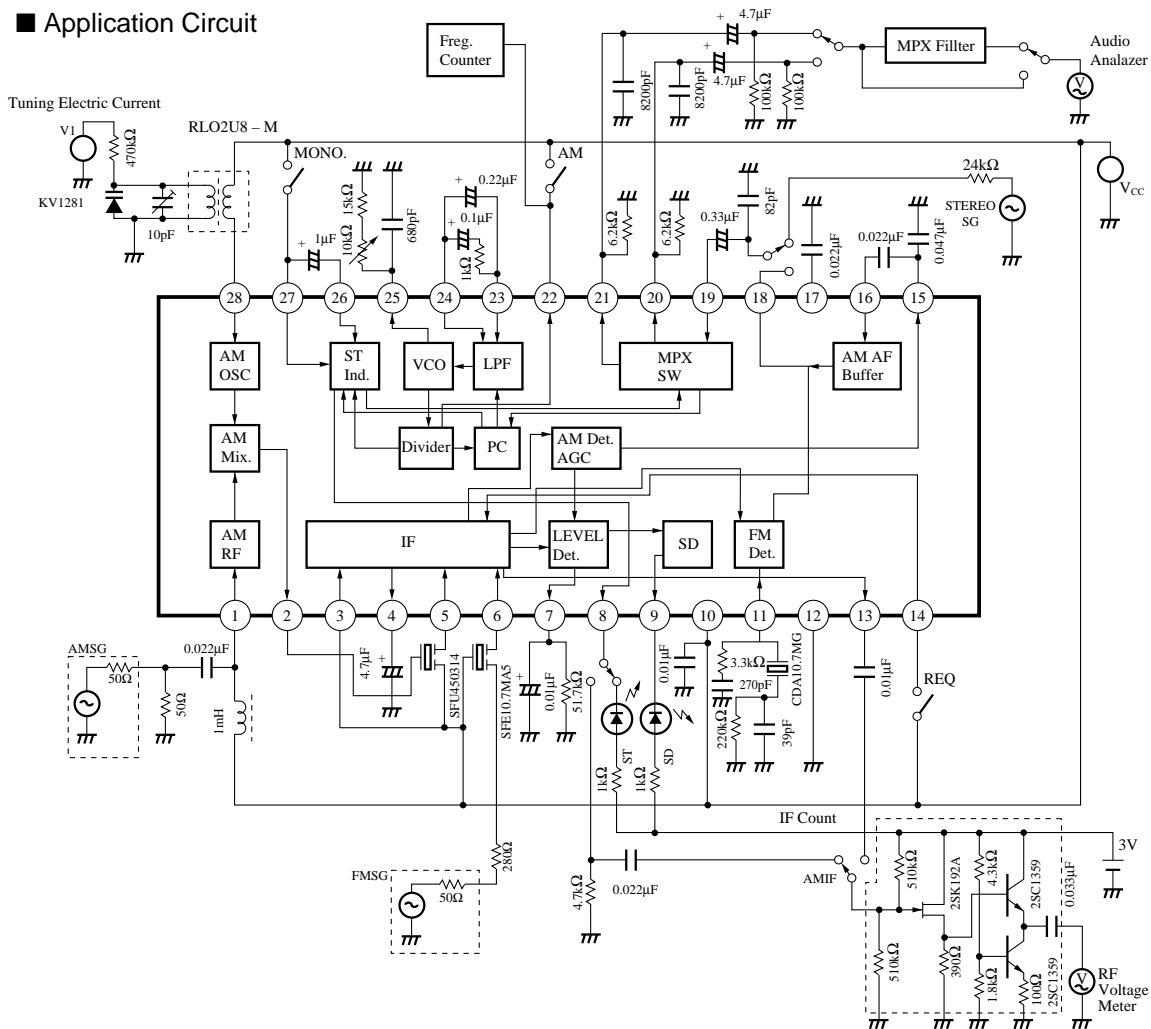 ■ Application Circuit
Freg.
Counter
4.7μF
+
4.7μF
+
8200pF
8200pF
100kΩ
100kΩ
MPX Fillter
Audio
Analazer
V
Tuning Electric Current
V1
470kΩ
RLO2U8 – M
KV1281
10pF
MONO.
+
1μF
10kΩ
15kΩ
680pF
+
0.22μF
+
0.1μF
1kΩ
AM
6.2kΩ
6.2kΩ
+
0.33μF
82pF
24kΩ
STEREO
SG
VCC
0.022μF
0.022μF
0.047μF
28
27
26
25
24
23
22
21
20
19
18
17
16
15
AM
OSC
ST
Ind.
VCO
LPF
MPX
SW
AM AF
Buffer
AM
Mix.
Divider
PC
AM Det.
AGC
AM
RF
IF
LEVEL
Det.
SD
FM
Det.
1
2
3
4
5
6
7
8
9
10
11
12
13
14
AMSG
50Ω
50Ω
0.022μF
1mH
4.7μF
+
SFU450314
SFE10.7MA5
+
0.01μF
51.7kΩ
ST
1kΩ
SD
1kΩ
0.01μF
3.3kΩ
270pF
220kΩ
39pF
CDA10.7MG
0.01μF
REQ
280Ω
FMSG
50Ω
4.7kΩ
0.022μF
AMIF
IF Count
510kΩ
510kΩ
2SK192A
390Ω
4.3kΩ
1.8kΩ
2SC1359
100Ω
2SC1359
0.033μF
3V
V
RF
Voltage
Meter